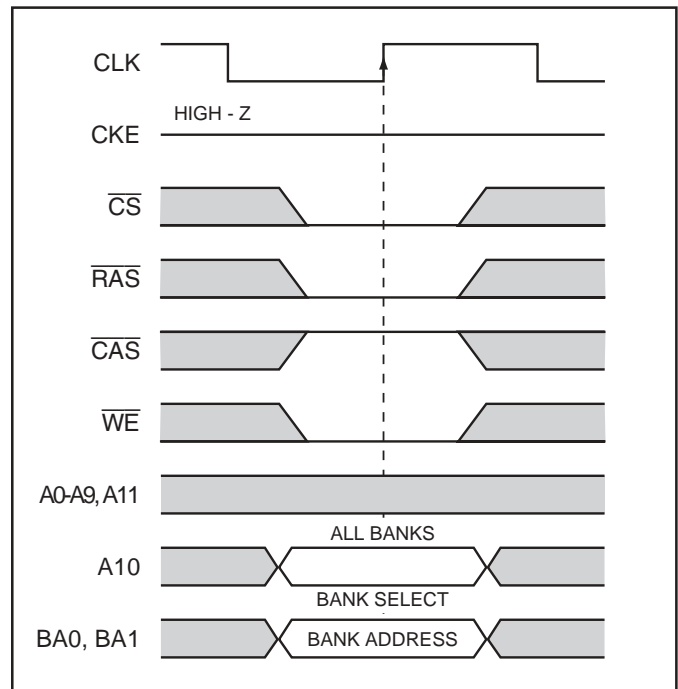 CLK
HIGH - Z
CKE
CS
RAS
CAS
WE
A0-A9, A11
ALL BANKS
A10
BANK SELECT
BA0, BA1 BANK ADDRESS